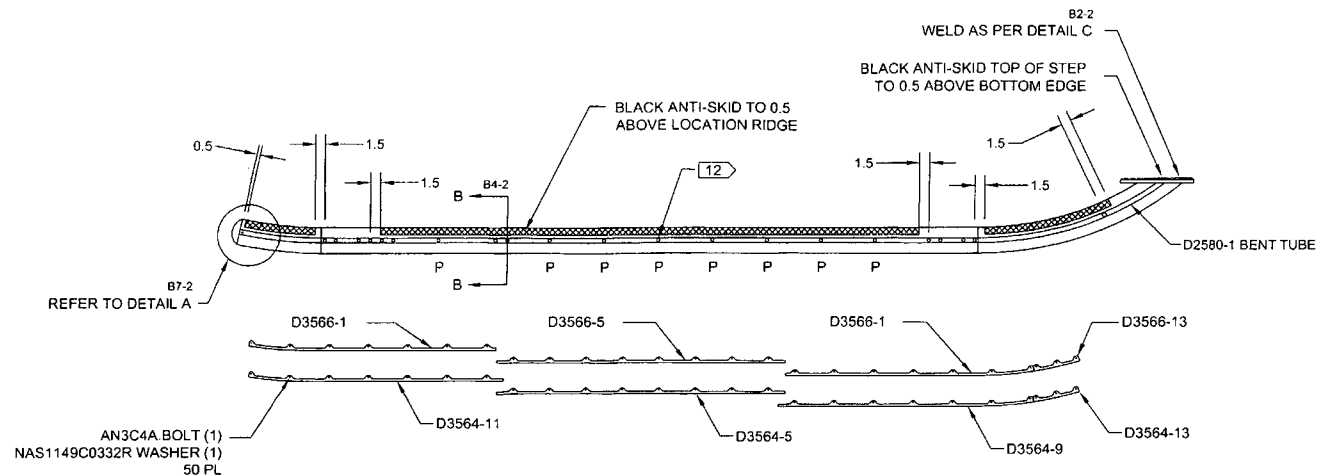 B2-2
WELD AS PER DETAIL C
BLACK ANTI-SKID TOP OF STEP
TO 0.5 ABOVE BOTTOM EDGE
BLACK ANTI-SKID TO 0.5
ABOVE LOCATION RIDGE
0.5
1.5
1.5
B
B4-2
12
1.5
1.5
1.5
D2580-1 BENT TUBE
B7-2
REFER TO DETAIL A
B
P P P P P P P P
D3566-1
D3566-5
D3566-1
D3566-13
D3564-11
D3564-5
D3564-9
D3564-13
AN3C4A BOLT (1)
NAS1149C0332R WASHER (1)
50 PL